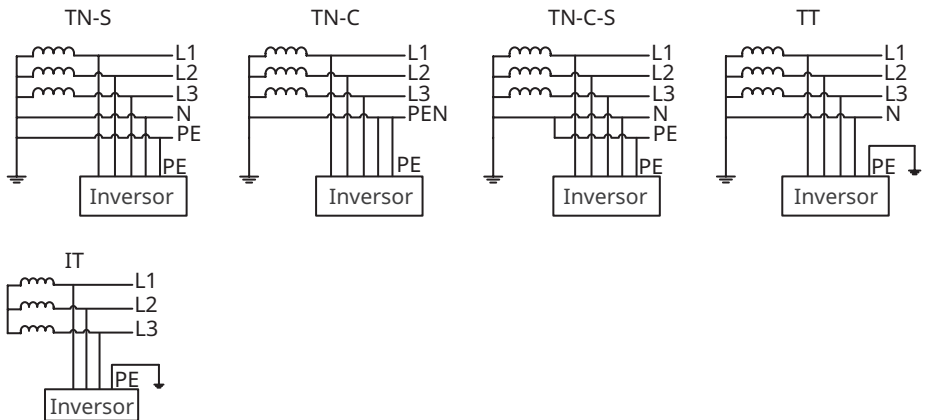 TN-S
L1
L2
L3
N
PE
PE
Inversor
TN-C
L1
L2
L3
PEN
PE
Inversor
TN-C-S
L1
L2
L3
N
PE
PE
Inversor
TT
L1
L2
L3
N
PE
Inversor
IT
L1
L2
L3
PE
Inversor